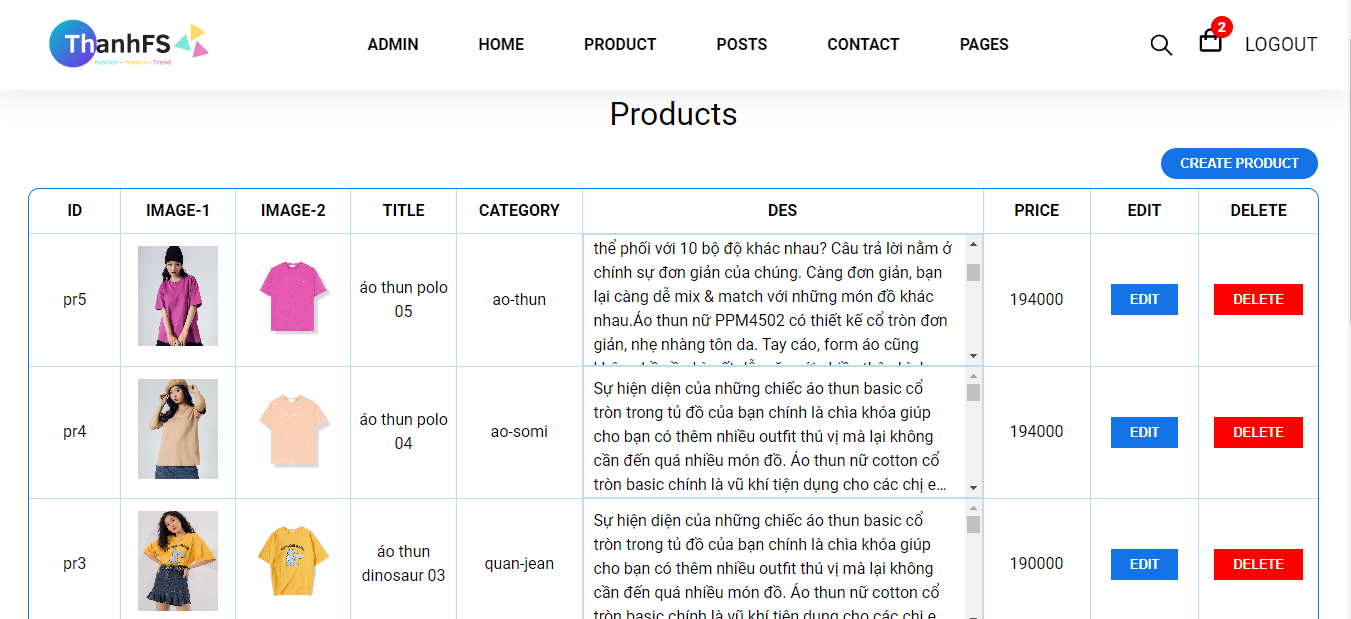 ThanhFS
Fashion - Modern - Trend
ADMIN
HOME
PRODUCT
POSTS
CONTACT
PAGES
2
LOGOUT
Products
CREATE PRODUCT
ID
IMAGE-1
IMAGE-2
TITLE
CATEGORY
DES
PRICE
EDIT
DELETE
pr5
áo thun polo
05
ao-thun
thể phối với 10 bộ độ khác nhau? Câu trả lời nằm ở
chính sự đơn giản của chúng. Càng đơn giản, bạn
lại càng dễ mix & match với những món đồ khác
nhau.Áo thun nữ PPM4502 có thiết kế cổ tròn đơn
giản, nhẹ nhàng tôn da. Tay cáo, form áo cũng
194000
EDIT
DELETE
pr4
áo thun polo
04
ao-somi
Sự hiện diện của những chiếc áo thun basic cổ
tròn trong tủ đồ của bạn chính là chìa khóa giúp
cho bạn có thêm nhiều outfit thú vị mà lại không
cần đến quá nhiều món đồ. Áo thun nữ cotton cổ
tròn basic chính là vũ khí tiện dụng cho các chị e...
194000
EDIT
DELETE
pr3
áo thun
dinosaur 03
quan-jean
Sự hiện diện của những chiếc áo thun basic cổ
tròn trong tủ đồ của bạn chính là chìa khóa giúp
cho bạn có thêm nhiều outfit thú vị mà lại không
cần đến quá nhiều món đồ. Áo thun nữ cotton cổ
tròn basic chính là vũ khí tiện dụng cho các chị e
190000
EDIT
DELETE